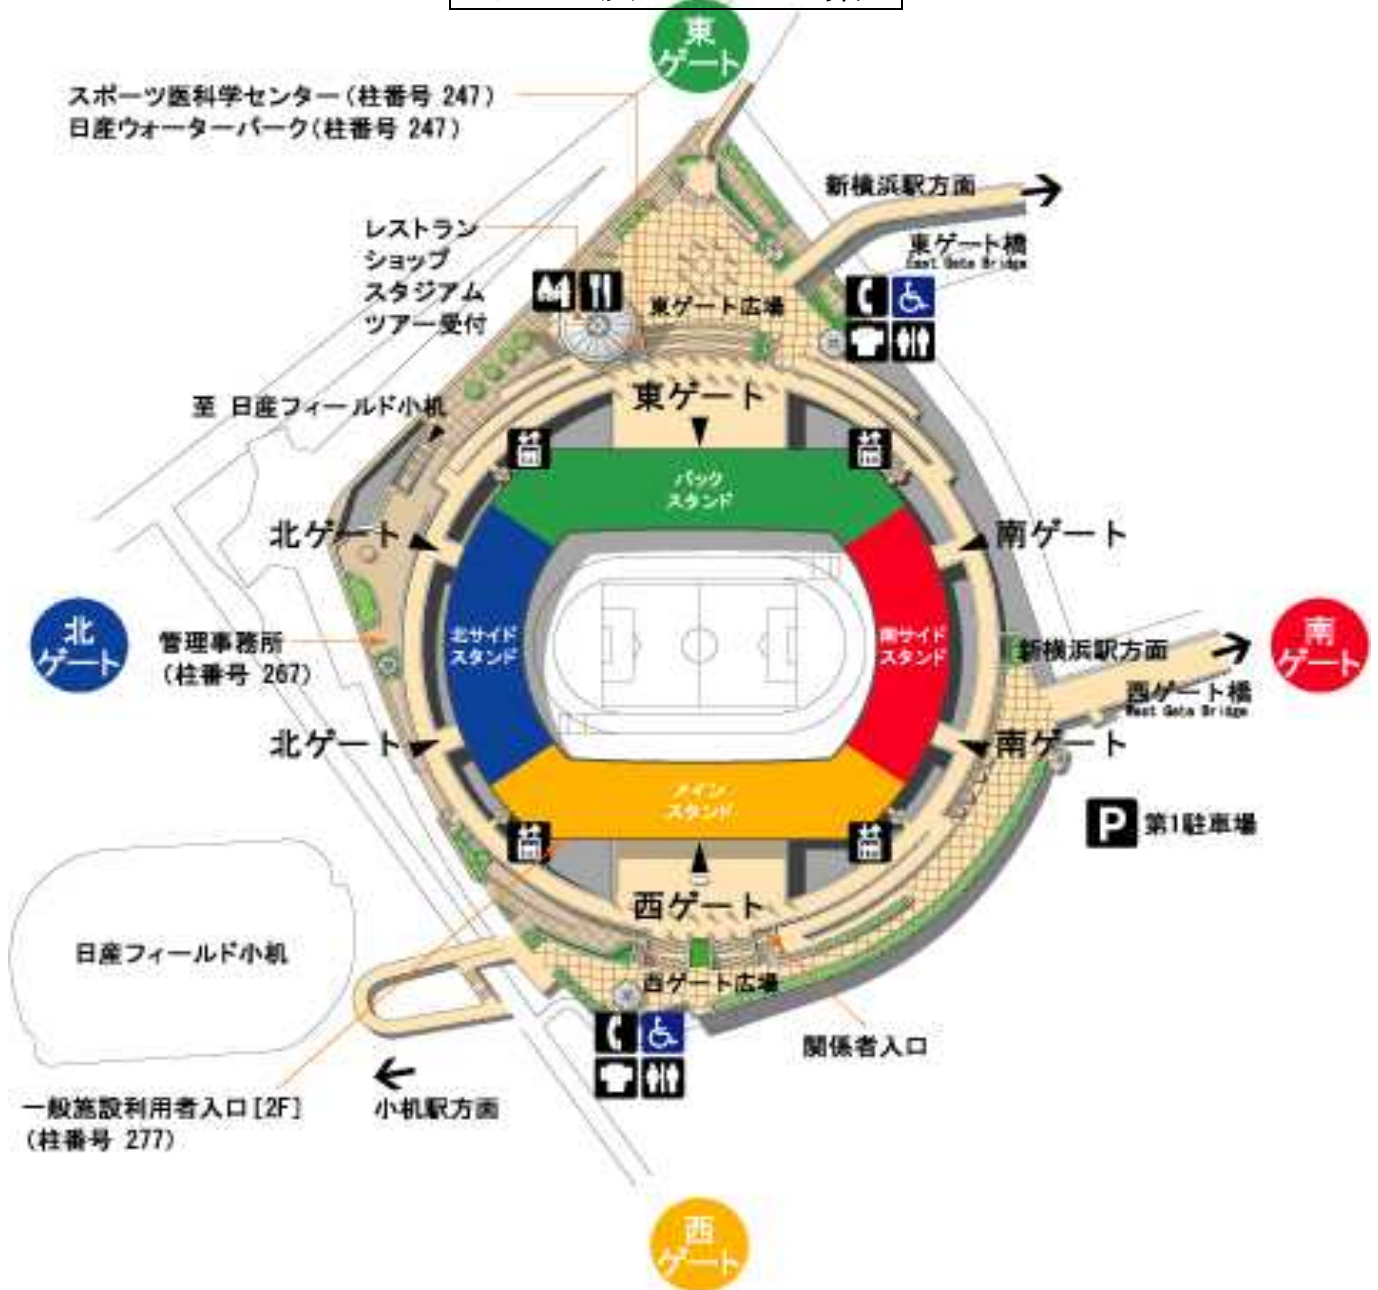 東
ゲート
スポーツ医科学センター(柱番号 247)
日産ウォーターパーク(柱番号 247)
新横浜駅方面
レストラン
ショップ
スタジアム
ツアー受付
東ゲート橋
East Gate Bridge
東ゲート広場
東ゲート
至 日産フィールド小机
バック
スタンド
北ゲート
南ゲート
北
ゲート
管理事務所
(柱番号 267)
北サイド
スタンド
南サイド
スタンド
新横浜駅方面
南
ゲート
西ゲート橋
West Gate Bridge
北ゲート
南ゲート
メイン
スタンド
P 第1駐車場
西ゲート
日産フィールド小机
西ゲート広場
関係者入口
一般施設利用者入口[2F]
(柱番号 277)
小机駅方面
西
ゲート